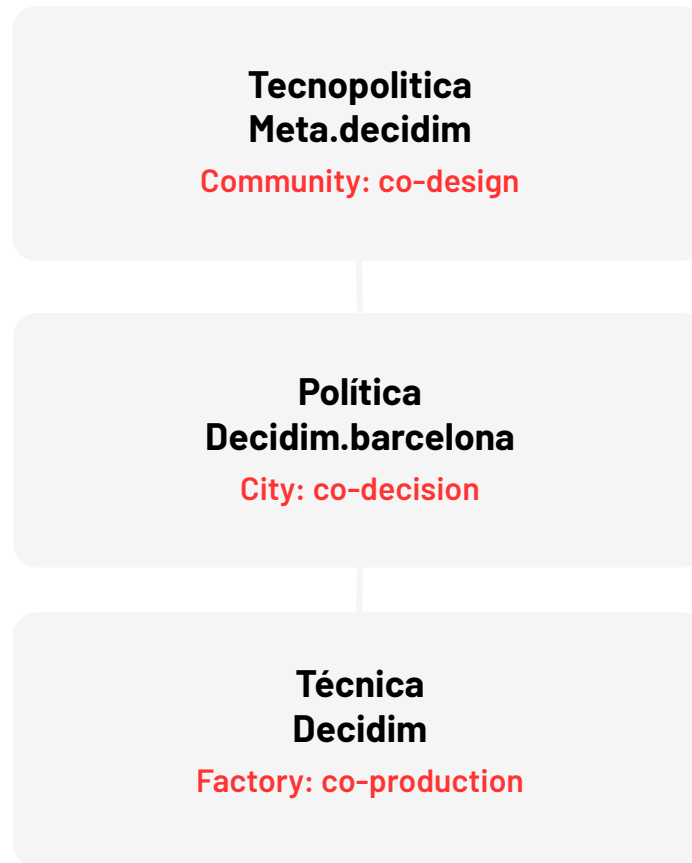 Tecnopolitica
Meta.decidim
Community: co-design
Política
Decidim.barcelona
City: co-decision
Técnica
Decidim
Factory: co-production